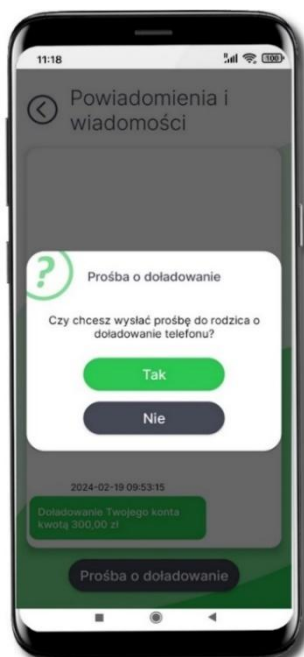 11:18
100
Powiadomienia i
wiadomości
?
Prośba o doładowanie
Czy chcesz wysłać prośbę do rodzica o
doładowanie telefonu?
Tak
Nie
2024-02-19 09:53:15
Doładowanie Twojego konta
kwotą 300,00 zł
Prośba o doładowanie